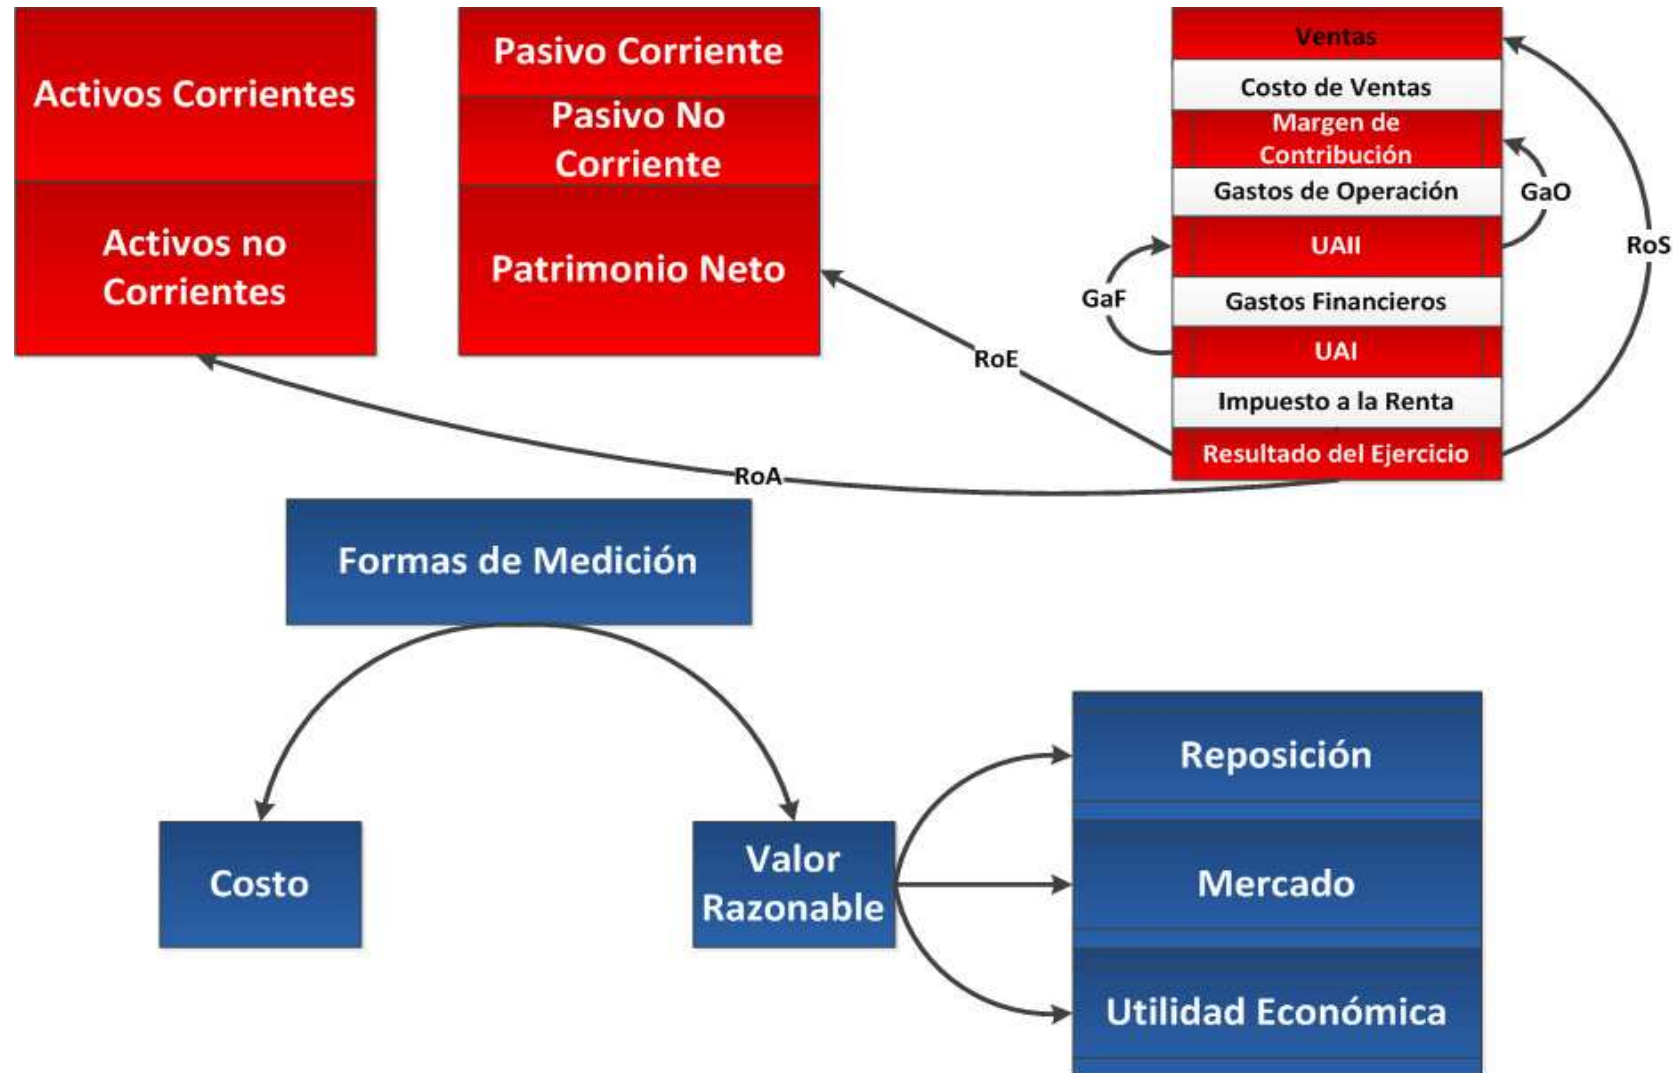 Activos Corrientes
Activos no
Corrientes
Pasivo Corriente
Pasivo No
Corriente
Patrimonio Neto
Ventas
Costo de Ventas
Margen de
Contribución
Gastos de Operación
UAII
Gastos Financieros
UAI
Impuesto a la Renta
Resultado del Ejercicio
GaO
RoS
GaF
RoE
RoA
Formas de Medición
Costo
Valor
Razonable
Reposición
Mercado
Utilidad Económica